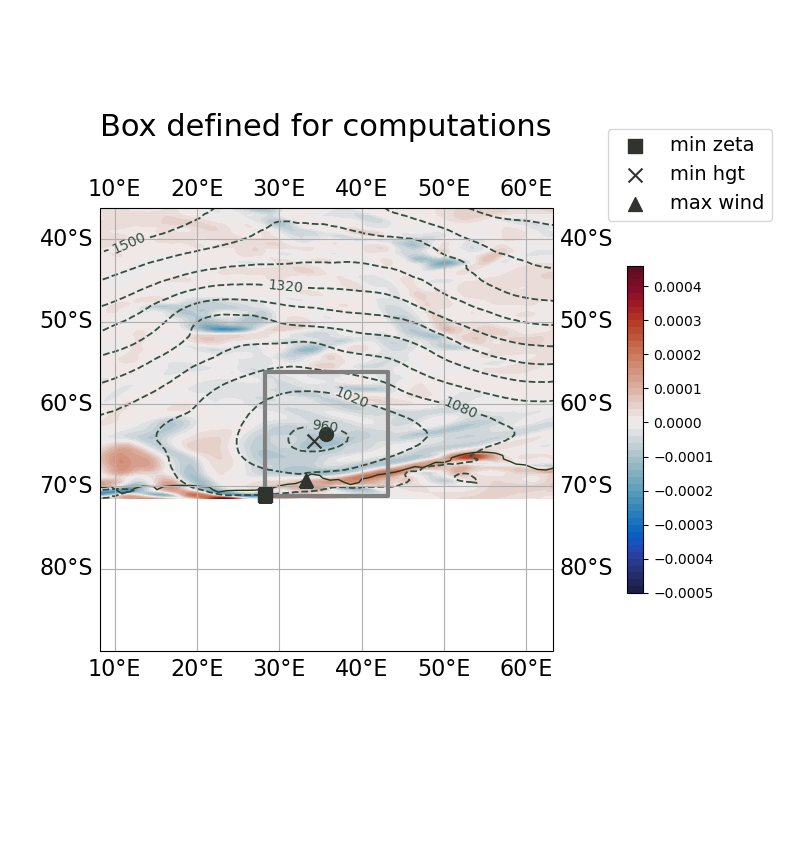 Box defined for computations
min zeta
min hgt
max wind
10°E 20°E 30°E 40°E 50°E 60°E
40°S 40°S
1500
1320
50°S 50°S
60°S 60°S
1020
1080
960
70°S 70°S
80°S 80°S
10°E 20°E 30°E 40°E 50°E 60°E
0.0004
0.0003
0.0002
0.0001
0.0000
−0.0001
−0.0002
−0.0003
−0.0004
−0.0005